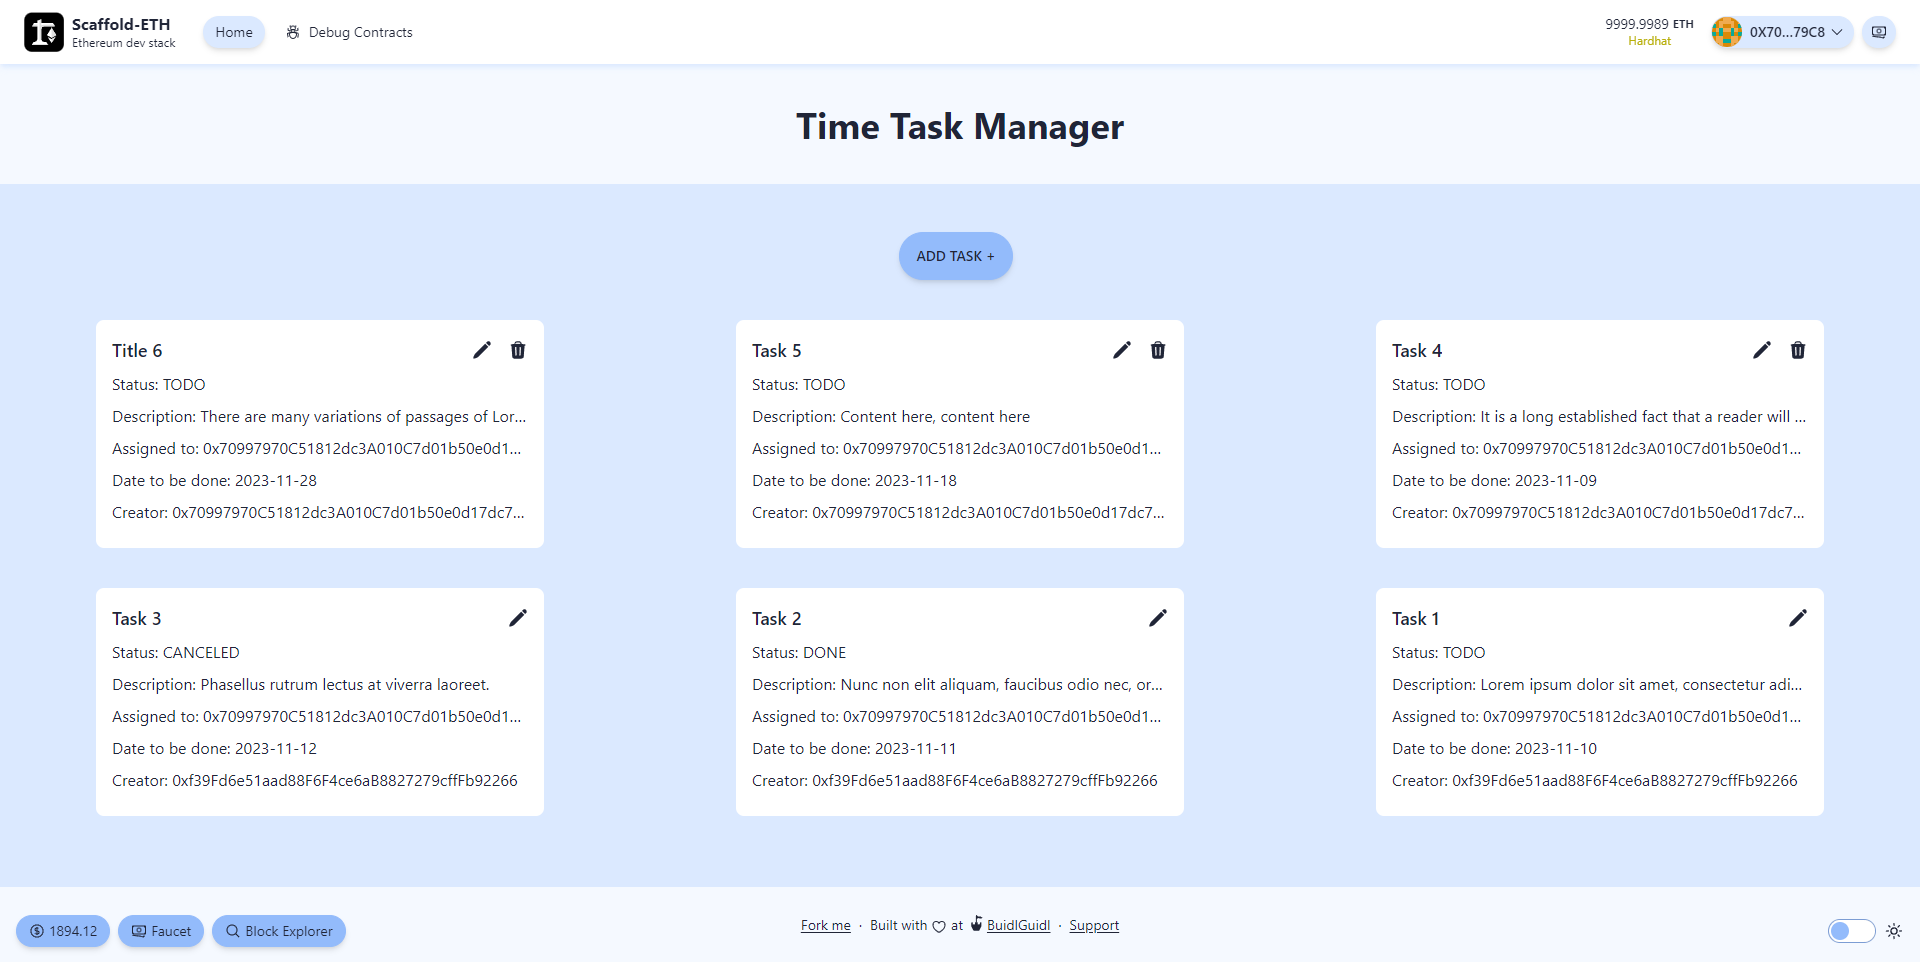 Scaffold-ETH
Ethereum dev stack
Home
Debug Contracts
9999.9989 ETH
Hardhat
0X70...79C8
Time Task Manager
ADD TASK +
Title 6
Status: TODO
Description: There are many variations of passages of Lor...
Assigned to: 0x70997970C51812dc3A010C7d01b50e0d1...
Date to be done: 2023-11-28
Creator: 0x70997970C51812dc3A010C7d01b50e0d17dc7...
Task 5
Status: TODO
Description: Content here, content here
Assigned to: 0x70997970C51812dc3A010C7d01b50e0d1...
Date to be done: 2023-11-18
Creator: 0x70997970C51812dc3A010C7d01b50e0d17dc7...
Task 4
Status: TODO
Description: It is a long established fact that a reader will ...
Assigned to: 0x70997970C51812dc3A010C7d01b50e0d1...
Date to be done: 2023-11-09
Creator: 0x70997970C51812dc3A010C7d01b50e0d17dc7...
Task 3
Status: CANCELED
Description: Phasellus rutrum lectus at viverra laoreet.
Assigned to: 0x70997970C51812dc3A010C7d01b50e0d1...
Date to be done: 2023-11-12
Creator: 0xf39Fd6e51aad88F6F4ce6aB8827279cffFb92266
Task 2
Status: DONE
Description: Nunc non elit aliquam, faucibus odio nec, or...
Assigned to: 0x70997970C51812dc3A010C7d01b50e0d1...
Date to be done: 2023-11-11
Creator: 0xf39Fd6e51aad88F6F4ce6aB8827279cffFb92266
Task 1
Status: TODO
Description: Lorem ipsum dolor sit amet, consectetur adi...
Assigned to: 0x70997970C51812dc3A010C7d01b50e0d1...
Date to be done: 2023-11-10
Creator: 0xf39Fd6e51aad88F6F4ce6aB8827279cffFb92266
1894.12
Faucet
Block Explorer
Fork me · Built with ♡ at BuidlGuidl · Support